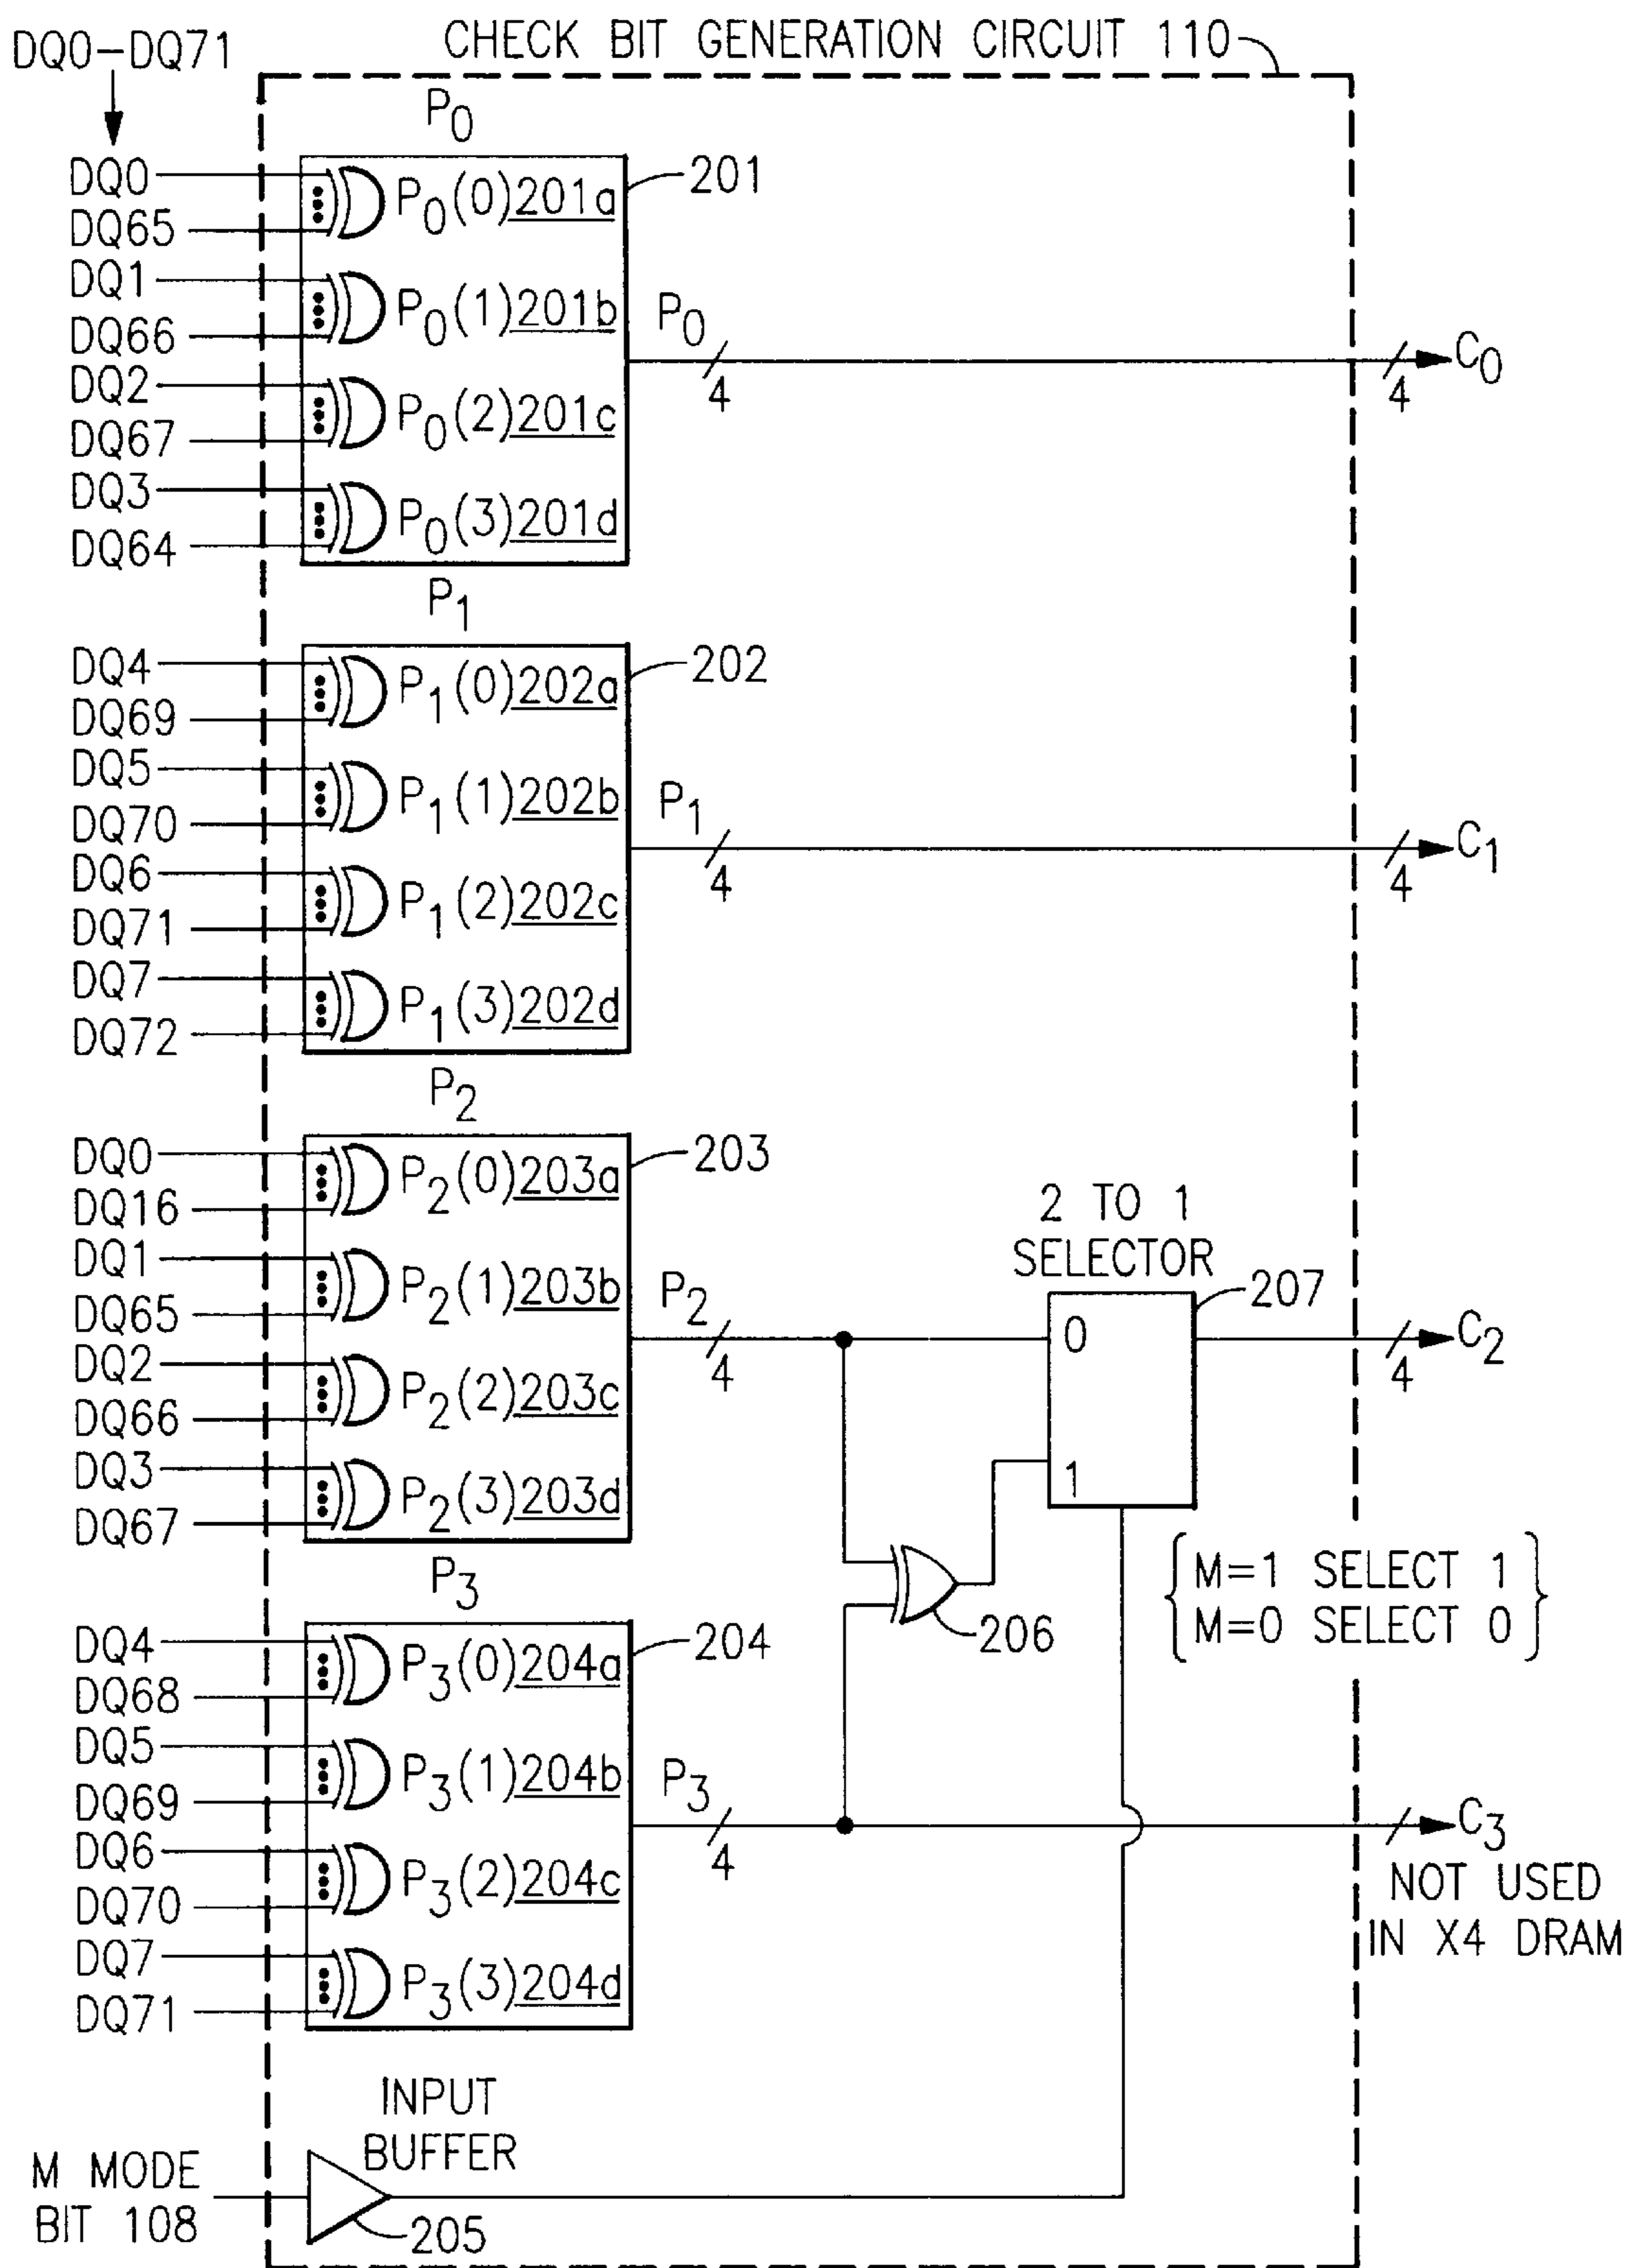 CHECK BIT GENERATION CIRCUIT 110
DQ0-DQ71
P0
DQ0
DQ65
P0(0)201a
201
DQ1
DQ66
P0(1)201b
DQ2
DQ67
P0(2)201c
DQ3
DQ64
P0(3)201d
P0
4
4
C0
P1
DQ4
DQ69
P1(0)202a
202
DQ5
DQ70
P1(1)202b
DQ6
DQ71
P1(2)202c
DQ7
DQ72
P1(3)202d
P1
4
4
C1
P2
DQ0
DQ16
P2(0)203a
203
DQ1
DQ65
P2(1)203b
DQ2
DQ66
P2(2)203c
DQ3
DQ67
P2(3)203d
P2
4
2 TO 1
SELECTOR
207
0
1
4
C2
206
M=1 SELECT 1
M=0 SELECT 0
P3
DQ4
DQ68
P3(0)204a
204
DQ5
DQ69
P3(1)204b
DQ6
DQ70
P3(2)204c
DQ7
DQ71
P3(3)204d
P3
4
C3
NOT USED
IN X4 DRAM
INPUT
BUFFER
M MODE
BIT 108
205